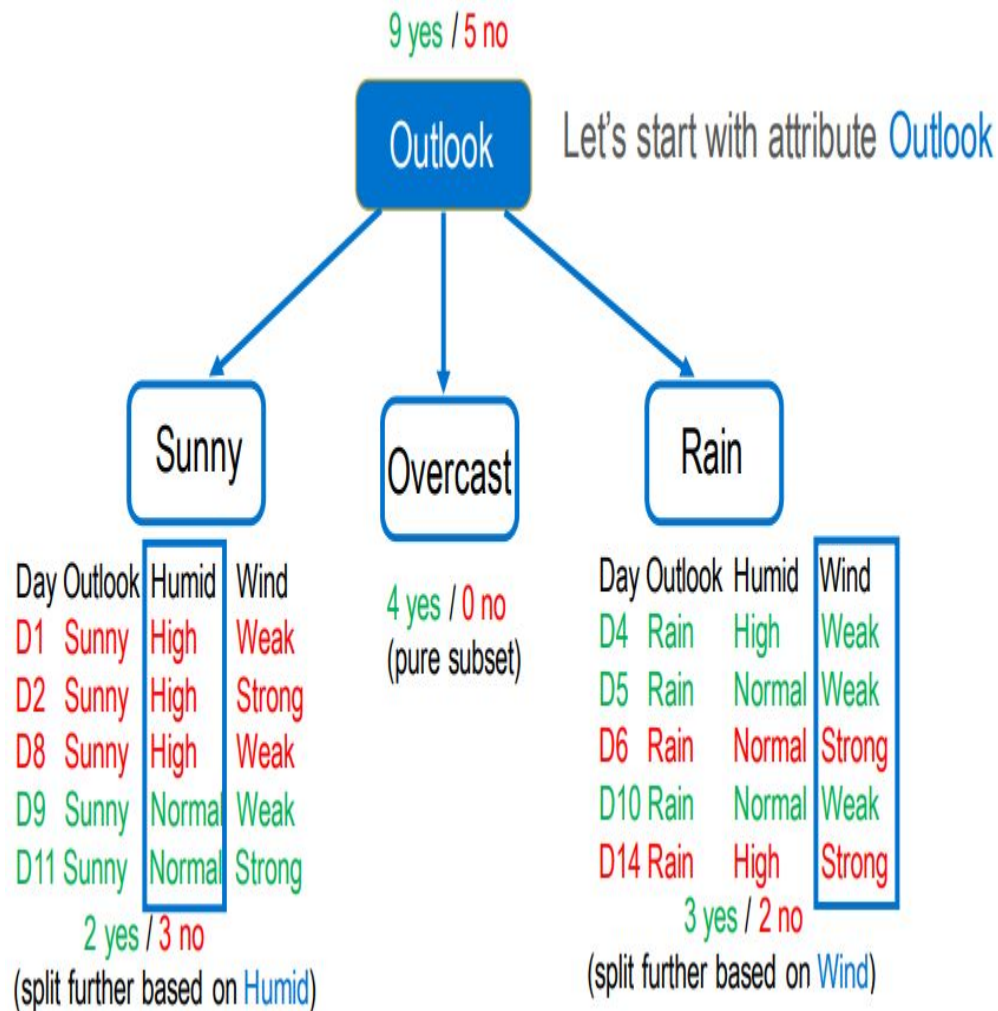 9 yes / 5 no
Outlook
Let's start with attribute Outlook
Sunny
Overcast
Rain
Day Outlook Humid Wind
D1 Sunny High Weak
D2 Sunny High Strong
D8 Sunny High Weak
D9 Sunny Normal Weak
D11 Sunny Normal Strong
2 yes / 3 no
(split further based on Humid)
4 yes / 0 no
(pure subset)
Day Outlook Humid Wind
D4 Rain High Weak
D5 Rain Normal Weak
D6 Rain Normal Strong
D10 Rain Normal Weak
D14 Rain High Strong
3 yes / 2 no
(split further based on Wind)